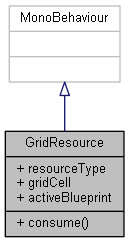 MonoBehaviour
GridResource
+ resourceType
+ gridCell
+ activeBlueprint
+ consume()